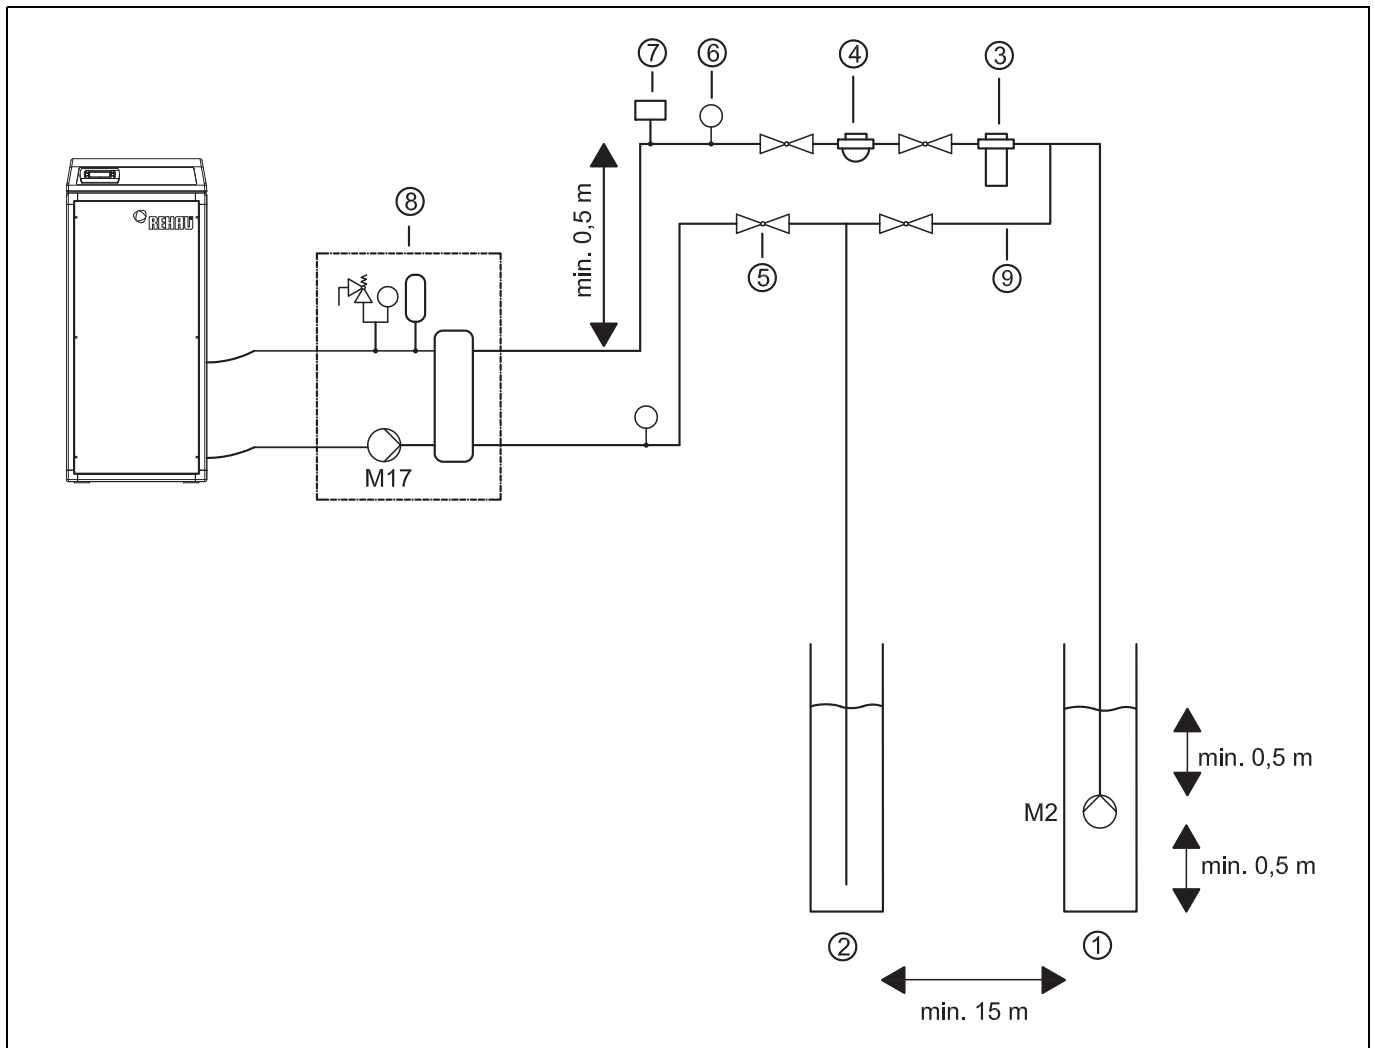 ⑦ ⑥ ④ ③
REHAU
⑧
min. 0,5 m
⑤ ⑨
M17
min. 0,5 m
M2
min. 0,5 m
② ①
min. 15 m